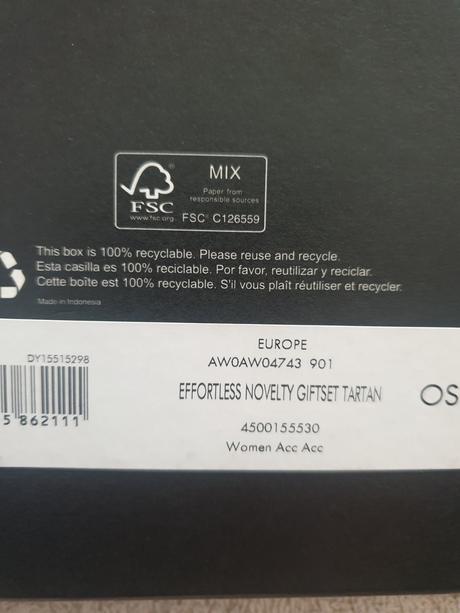 MIX
Paper from
responsible sources
FSC®
www.fsc.org FSC® C126559
This box is 100% recyclable. Please reuse and recycle.
Esta casilla es 100% reciclable. Por favor, reutilizar y reciclar.
Cette boîte est 100% recyclable. S'il vous plaît réutiliser et recycler.
Made in Indonesia
EUROPE
DY15515298
AW0AW04743 901
EFFORTLESS NOVELTY GIFTSET TARTAN
OS
5 862111
4500155530
Women Acc Acc